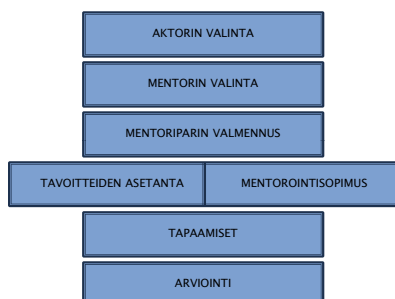 AKTORIN VALINTA
MENTORIN VALINTA
MENTORIPARIN VALMENNUS
TAVOITTEIDEN ASETANTA
MENTOROINTISOPIMUS
TAPAAMISET
ARVIOINTI